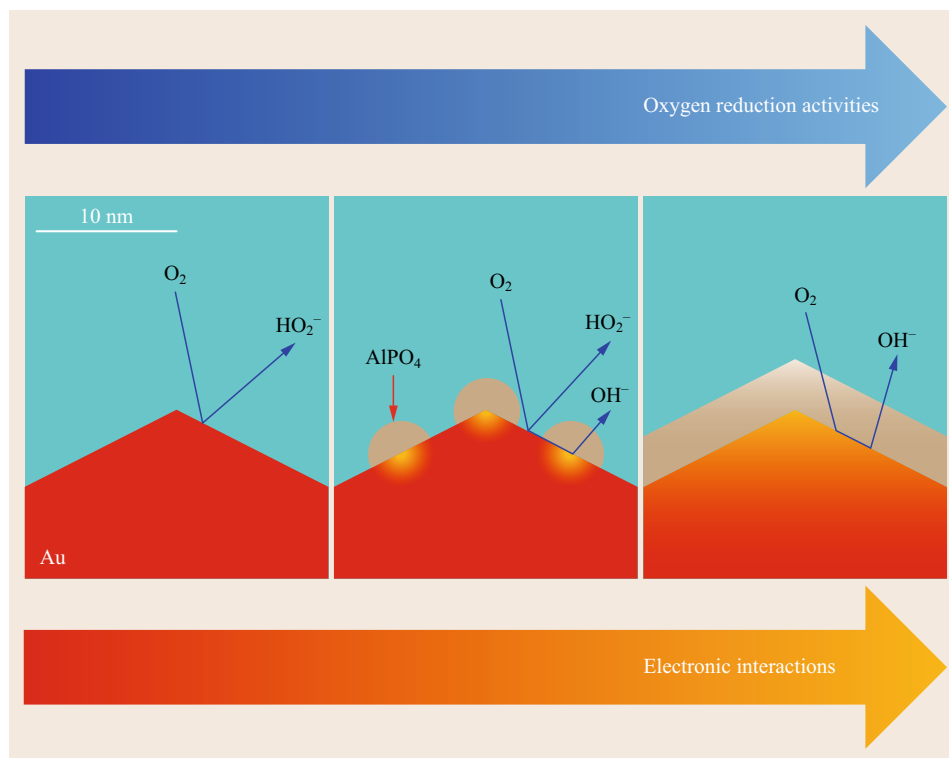 Oxygen reduction activities
10 nm
O₂
HO₂⁻
Au
O₂
HO₂⁻
AlPO₄
OH⁻
O₂
OH⁻
Electronic interactions